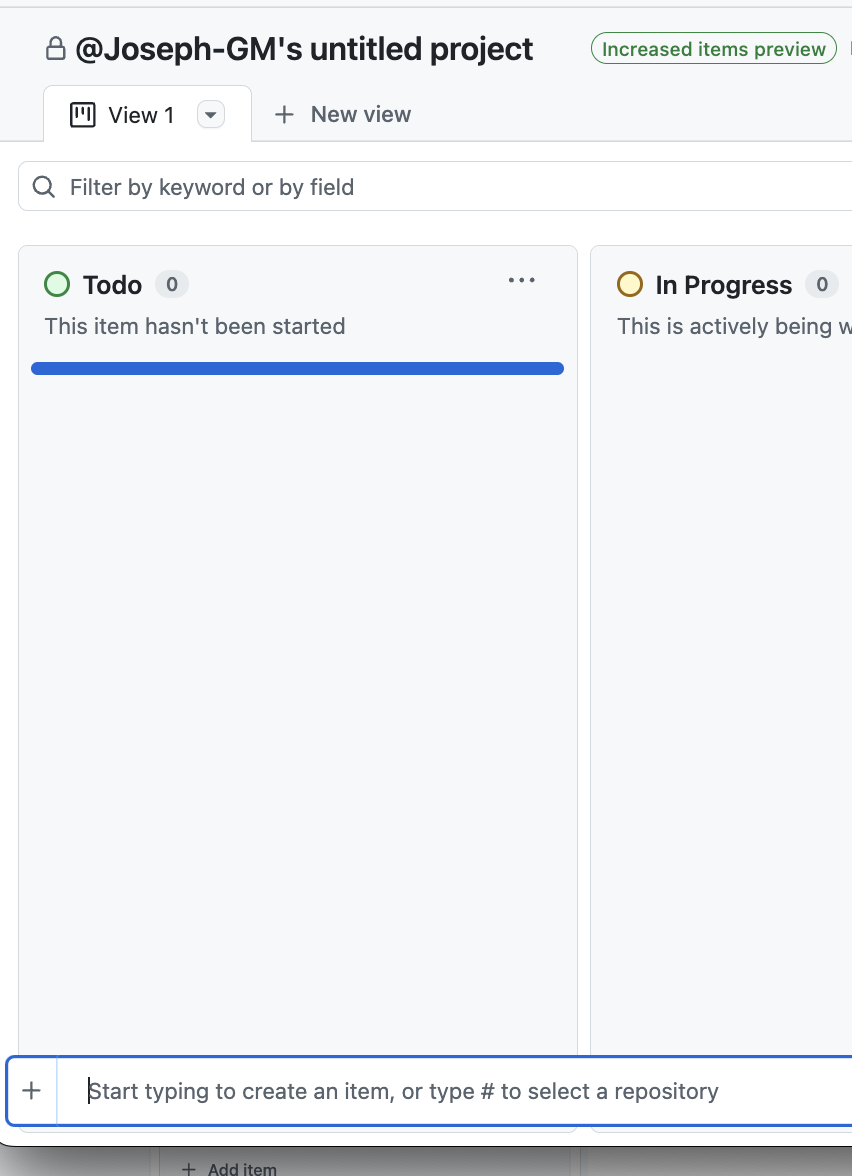 @Joseph-GM's untitled project
Increased items preview
View 1
New view
Filter by keyword or by field
Todo 0
This item hasn't been started
In Progress 0
This is actively being w
Start typing to create an item, or type # to select a repository
Add item